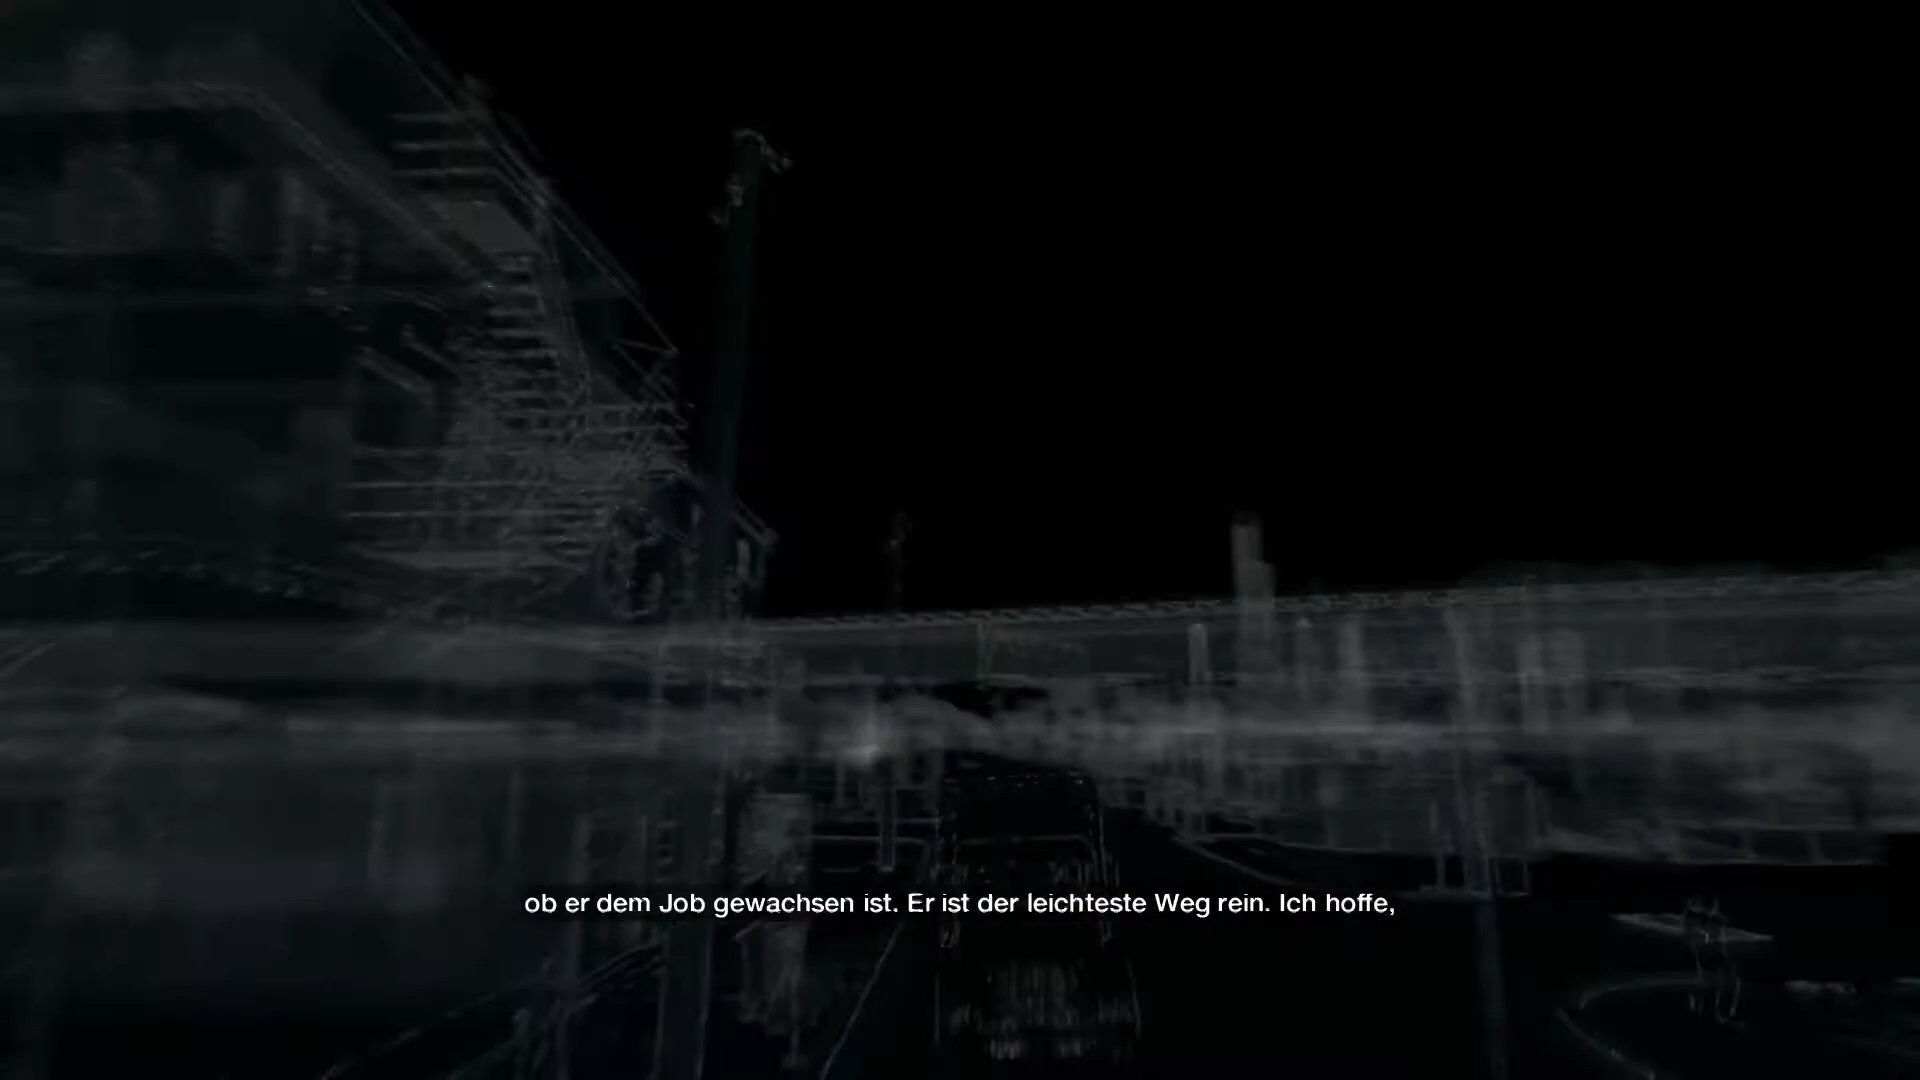 ob er dem Job gewachsen ist. Er ist der leichteste Weg rein. Ich hoffe,